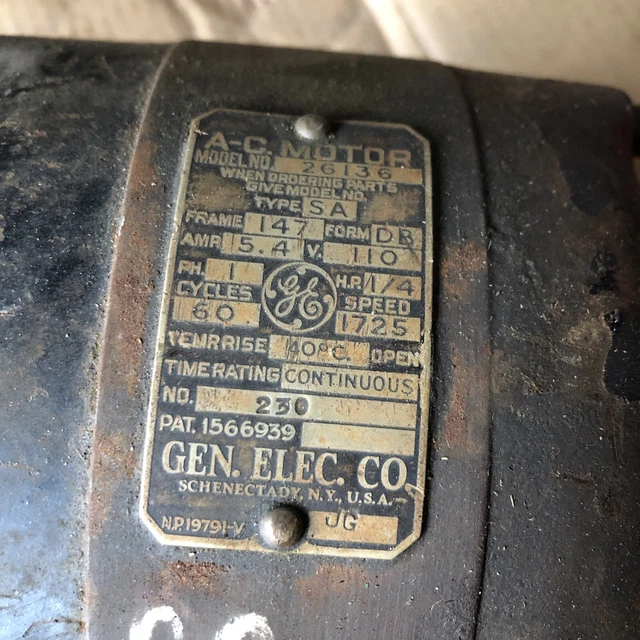 A-C MOTOR
MODEL NO 26136
WHEN ORDERING PARTS
GIVE MODEL NO.
TYPE SA
FRAME 147 FORM DB
AMP. 5.4 V. 110
PH. 1 H.P. 1/4
CYCLES SPEED
60 1725
GE
TEMP. RISE 40°C OPEN
TIME RATING CONTINUOUS
NO. 230
PAT. 1566939
GEN. ELEC. CO.
SCHENECTADY, N.Y., U.S.A.
N.P. 19791-V JG